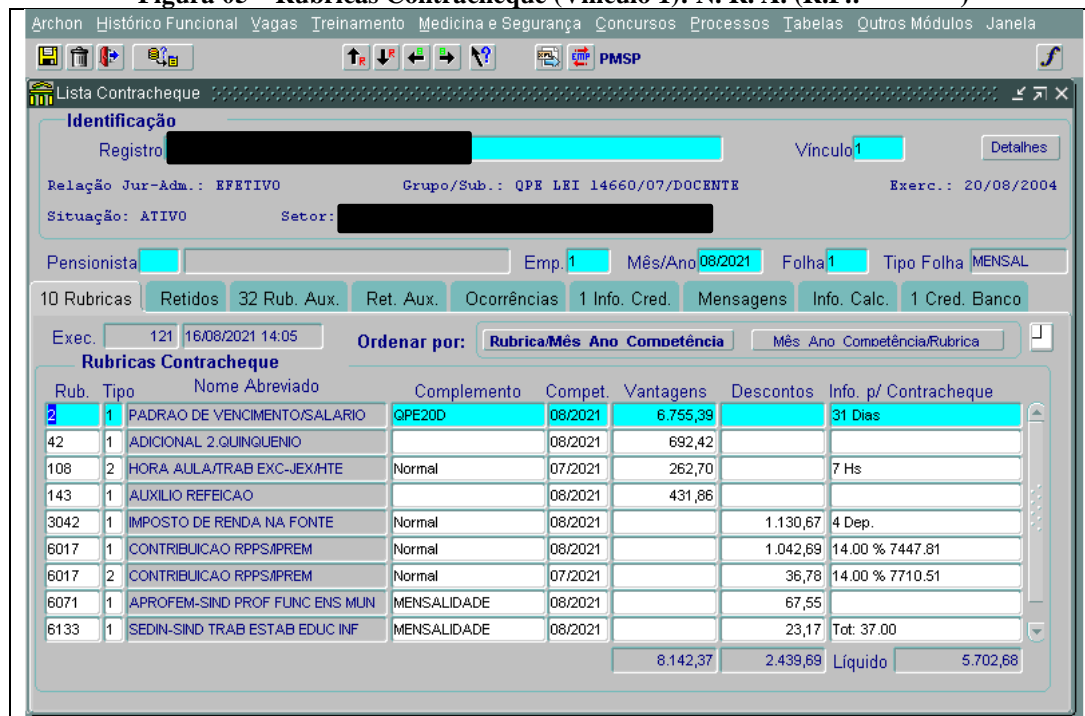 Figura 05 – Rubricas Contracheque (Vínculo 1): N. R. A. (R.F.: )
Archon Histórico Funcional Vagas Treinamento Medicina e Segurança Concursos Processos Tabelas Outros Módulos Janela
PMSP
Lista Contracheque
Identificação
Registro Vínculo 1 Detalhes
Relação Jur-Adm.: EFETIVO Grupo/Sub.: QPE LEI 14660/07/DOCENTE Exerc.: 20/08/2004
Situação: ATIVO Setor:
Pensionista Emp. 1 Mês/Ano 08/2021 Folha 1 Tipo Folha MENSAL
10 Rubricas Retidos 32 Rub. Aux. Ret. Aux. Ocorrências 1 Info. Cred. Mensagens Info. Calc. 1 Cred. Banco
Exec. 121 16/08/2021 14:05 Ordenar por: Rubrica/Mês Ano Competência Mês Ano Competência/Rubrica
Rubricas Contracheque
Rub. Tipo Nome Abreviado Complemento Compet. Vantagens Descontos Info. p/ Contracheque
2 1 PADRAO DE VENCIMENTO/SALARIO QPE20D 08/2021 6.755,39 31 Dias
42 1 ADICIONAL 2.QUINQUENIO 08/2021 692,42
108 2 HORA AULA/TRAB EXC-JEX/HTE Normal 07/2021 262,70 7 Hs
143 1 AUXILIO REFEICAO 08/2021 431,86
3042 1 IMPOSTO DE RENDA NA FONTE Normal 08/2021 1.130,67 4 Dep.
6017 1 CONTRIBUICAO RPPS/IPREM Normal 08/2021 1.042,69 14.00 % 7447.81
6017 2 CONTRIBUICAO RPPS/IPREM Normal 07/2021 36,78 14.00 % 7710.51
6071 1 APROFEM-SIND PROF FUNC ENS MUN MENSALIDADE 08/2021 67,55
6133 1 SEDIN-SIND TRAB ESTAB EDUC INF MENSALIDADE 08/2021 23,17 Tot: 37.00
8.142,37 2.439,69 Líquido 5.702,68